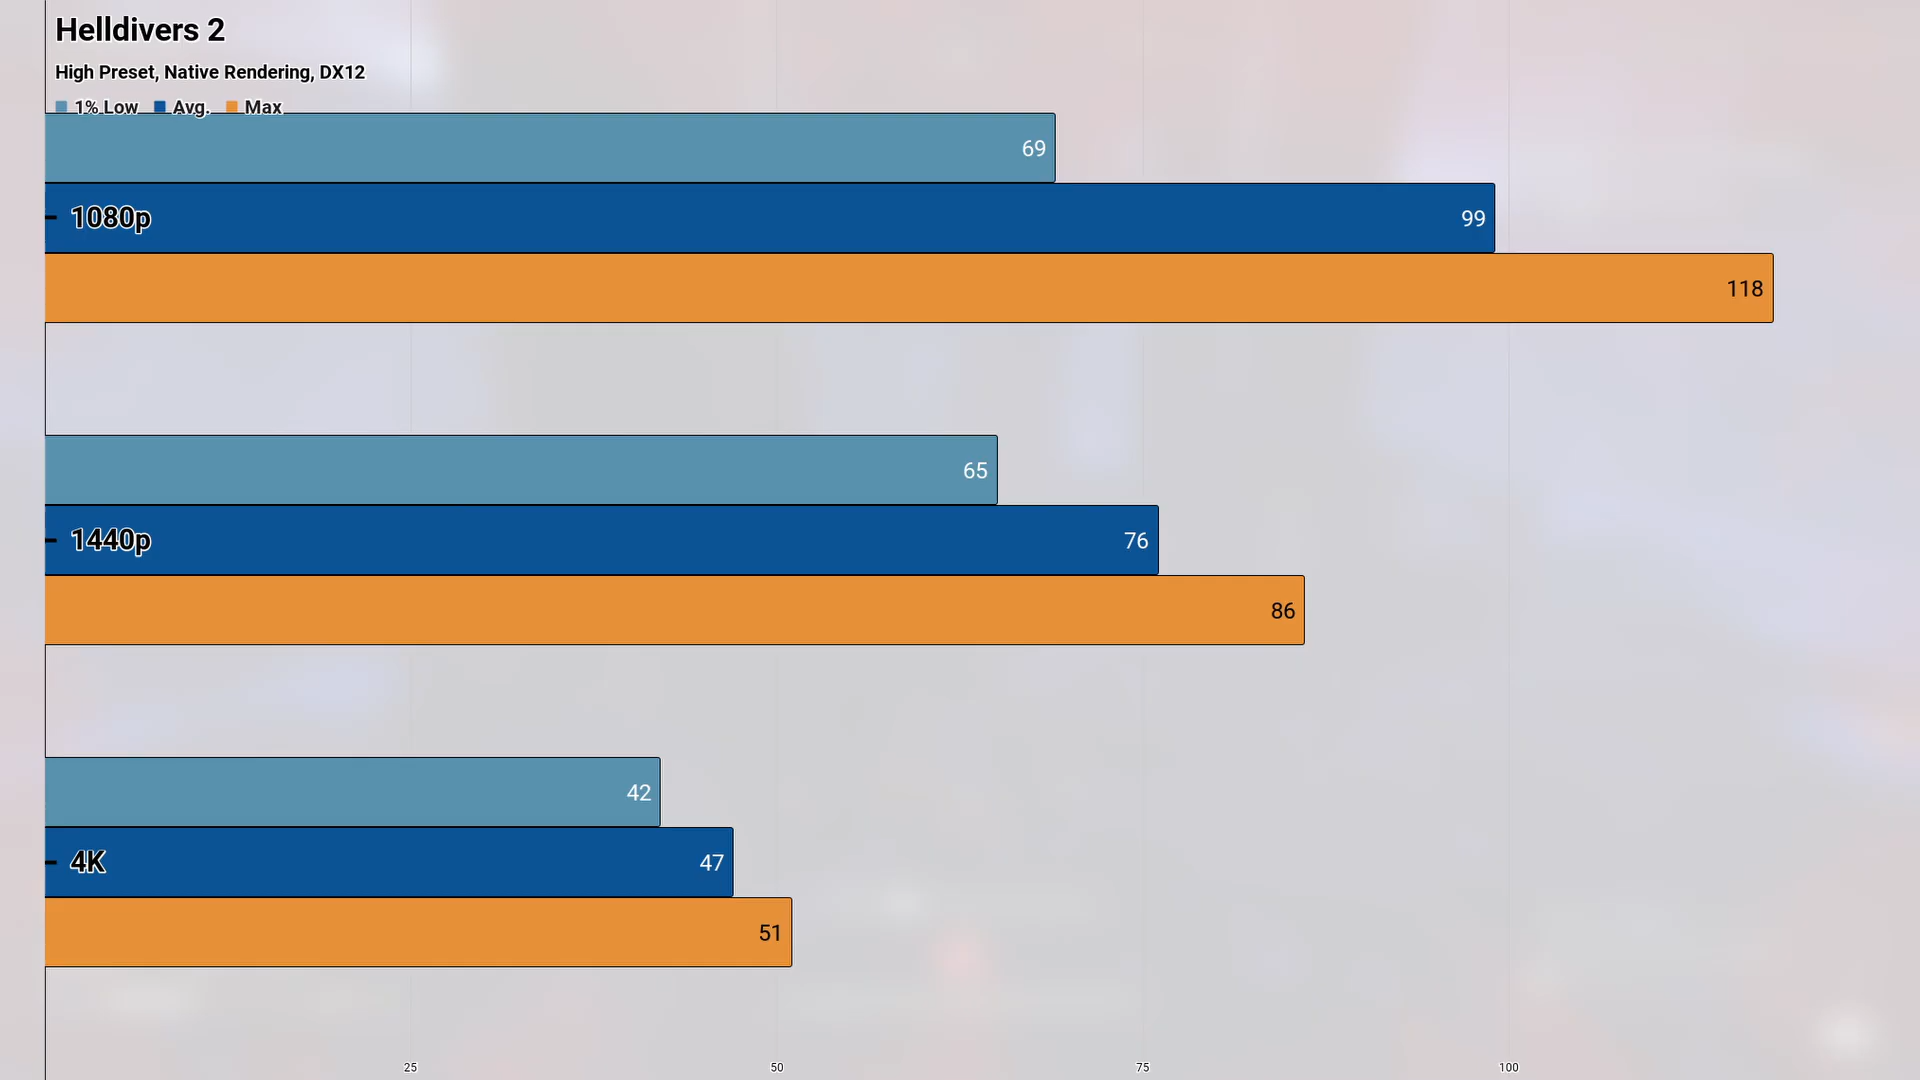 Helldivers 2
High Preset, Native Rendering, DX12
1% Low Avg. Max
69
1080p 99
118
65
1440p 76
86
42
4K 47
51
25 50 75 100